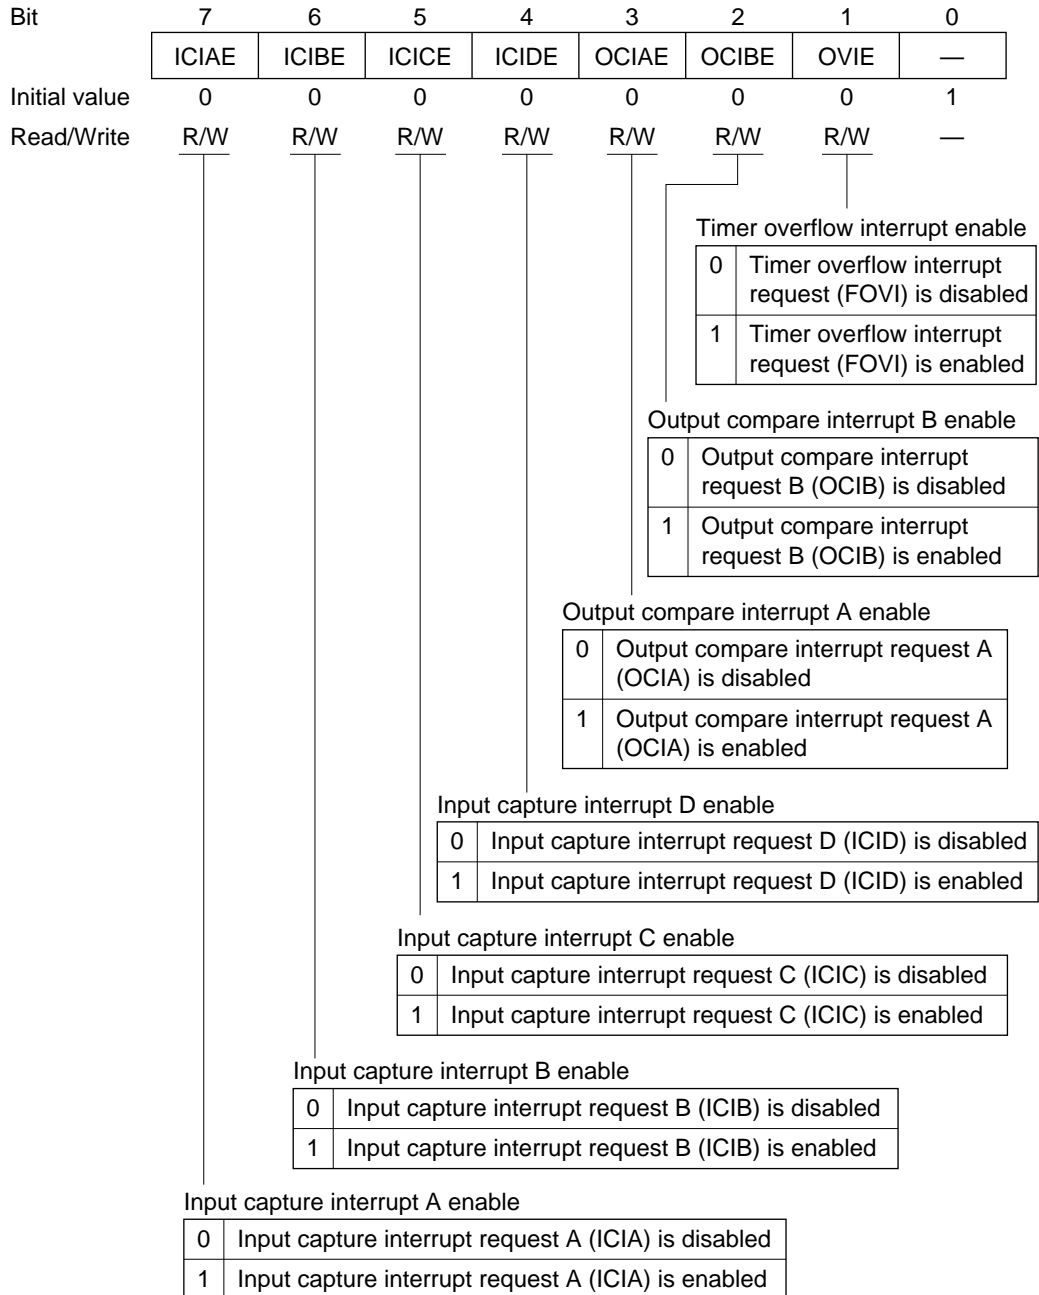 Bit 7 6 5 4 3 2 1 0
ICIAE ICIBE ICICE ICIDE OCIAE OCIBE OVIE —
Initial value 0 0 0 0 0 0 0 1
Read/Write R/W R/W R/W R/W R/W R/W R/W —
Timer overflow interrupt enable
0 Timer overflow interrupt
request (FOVI) is disabled
1 Timer overflow interrupt
request (FOVI) is enabled
Output compare interrupt B enable
0 Output compare interrupt
request B (OCIB) is disabled
1 Output compare interrupt
request B (OCIB) is enabled
Output compare interrupt A enable
0 Output compare interrupt request A
(OCIA) is disabled
1 Output compare interrupt request A
(OCIA) is enabled
Input capture interrupt D enable
0 Input capture interrupt request D (ICID) is disabled
1 Input capture interrupt request D (ICID) is enabled
Input capture interrupt C enable
0 Input capture interrupt request C (ICIC) is disabled
1 Input capture interrupt request C (ICIC) is enabled
Input capture interrupt B enable
0 Input capture interrupt request B (ICIB) is disabled
1 Input capture interrupt request B (ICIB) is enabled
Input capture interrupt A enable
0 Input capture interrupt request A (ICIA) is disabled
1 Input capture interrupt request A (ICIA) is enabled